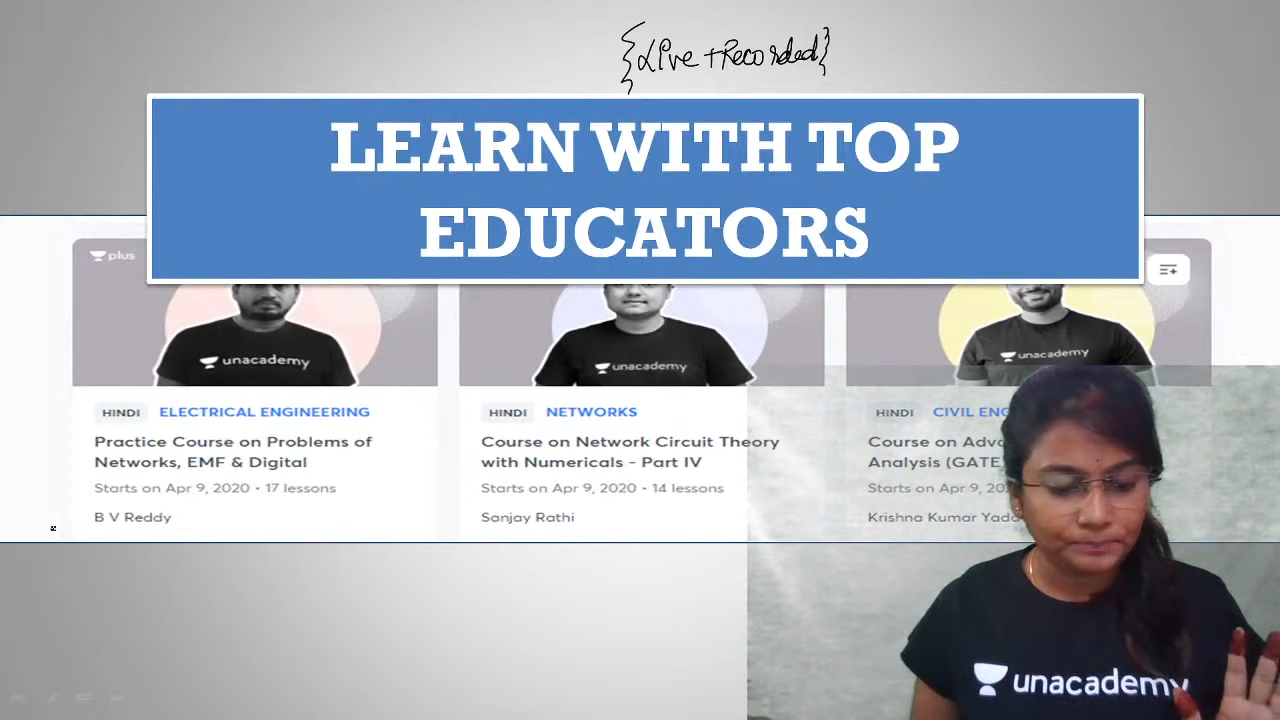 {Live + Recorded}
LEARN WITH TOP
EDUCATORS
plus
unacademy
unacademy
unacademy
HINDI ELECTRICAL ENGINEERING
Practice Course on Problems of
Networks, EMF & Digital
Starts on Apr 9, 2020 • 17 lessons
B V Reddy
HINDI NETWORKS
Course on Network Circuit Theory
with Numericals - Part IV
Starts on Apr 9, 2020 • 14 lessons
Sanjay Rathi
HINDI CIVIL ENG
Course on Adva
Analysis (GATE
Starts on Apr 9, 20
Krishna Kumar Yada
unacademy